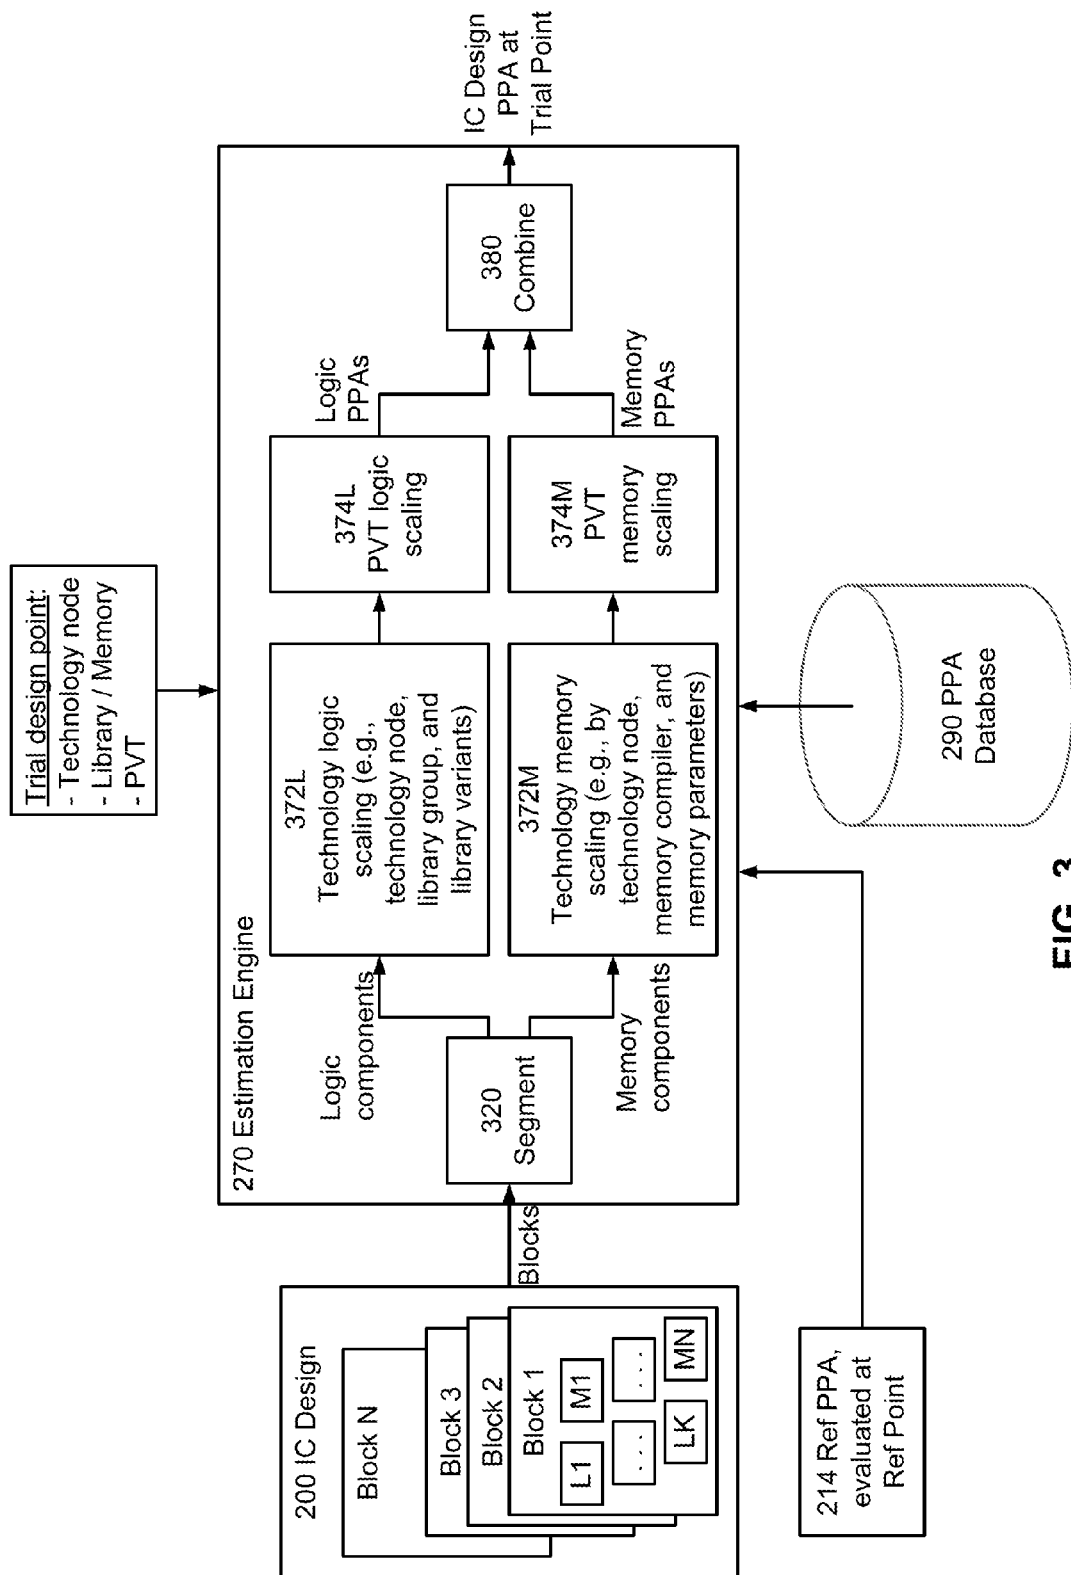 Trial design point:
- Technology node
- Library / Memory
- PVT
200 IC Design
Block N
Block 3
Block 2
Block 1
L1
M1
. . .
. . .
LK
MN
Blocks
270 Estimation Engine
320
Segment
Logic
components
Memory
components
372L
Technology logic
scaling (e.g.,
technology node,
library group, and
library variants)
372M
Technology memory
scaling (e.g., by
technology node,
memory compiler, and
memory parameters)
374L
PVT logic
scaling
374M
PVT
memory
scaling
Logic
PPAs
Memory
PPAs
380
Combine
IC Design
PPA at
Trial Point
214 Ref PPA,
evaluated at
Ref Point
290 PPA
Database
FIG.